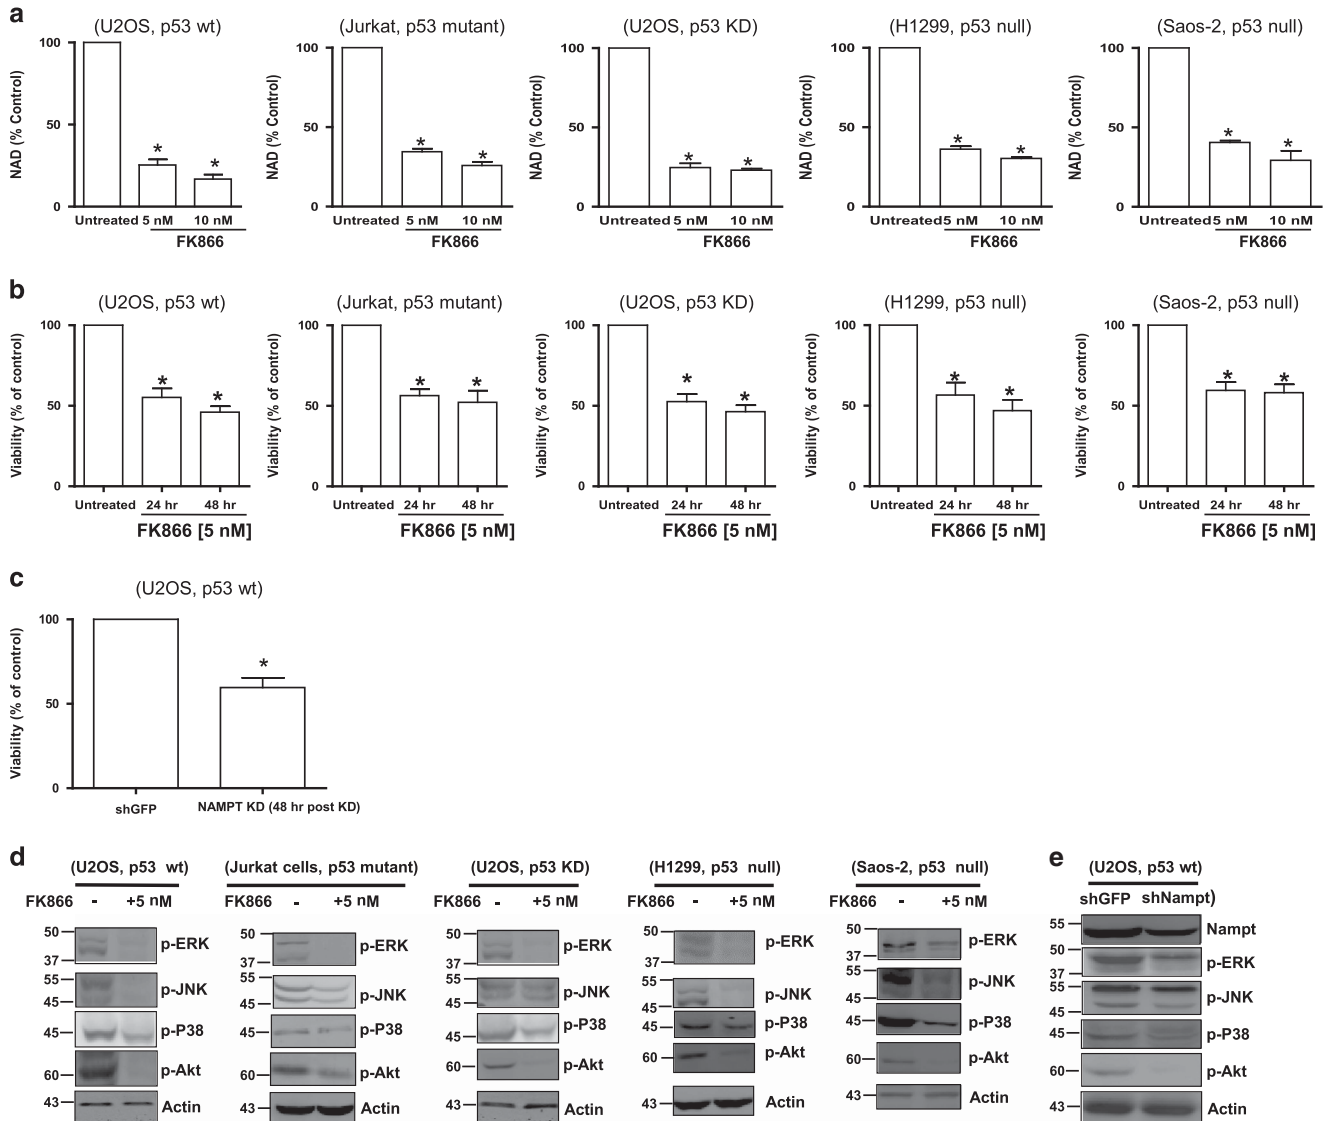 a
(U2OS, p53 wt) (Jurkat, p53 mutant) (U2OS, p53 KD) (H1299, p53 null) (Saos-2, p53 null)
NAD (% Control) NAD (% Control) NAD (% Control) NAD (% Control) NAD (% Control)
100 100 100 100 100
* * * * * * * * * *
50 50 50 50 50
0 0 0 0 0
Untreated 5 nM 10 nM Untreated 5 nM 10 nM Untreated 5 nM 10 nM Untreated 5 nM 10 nM Untreated 5 nM 10 nM
FK866 FK866 FK866 FK866 FK866
b
(U2OS, p53 wt) (Jurkat, p53 mutant) (U2OS, p53 KD) (H1299, p53 null) (Saos-2, p53 null)
Viability (% of control) Viability (% of control) Viability (% of control) Viability (% of control) Viability (% of control)
100 100 100 100 100
* * * * * * * * * *
50 50 50 50 50
0 0 0 0 0
Untreated 24 hr 48 hr Untreated 24 hr 48 hr Untreated 24 hr 48 hr Untreated 24 hr 48 hr Untreated 24 hr 48 hr
FK866 [5 nM] FK866 [5 nM] FK866 [5 nM] FK866 [5 nM] FK866 [5 nM]
c
(U2OS, p53 wt)
Viability (% of control)
100
*
50
0
shGFP NAMPT KD (48 hr post KD)
d
(U2OS, p53 wt) (Jurkat cells, p53 mutant) (U2OS, p53 KD) (H1299, p53 null) (Saos-2, p53 null)
FK866 - +5 nM FK866 - +5 nM FK866 - +5 nM FK866 - +5 nM FK866 - +5 nM
50 p-ERK 50 p-ERK 50 p-ERK 50 p-ERK 50 p-ERK
37 37 37 37 37
55 p-JNK 55 p-JNK 55 p-JNK 55 p-JNK 55 p-JNK
45 45 45 45 45
45 p-P38 45 p-P38 45 p-P38 45 p-P38 45 p-P38
60 p-Akt 60 p-Akt 60 p-Akt 60 p-Akt 60 p-Akt
43 Actin 43 Actin 43 Actin 43 Actin 43 Actin
e
(U2OS, p53 wt)
shGFP shNampt)
55 Nampt
50 p-ERK
37
55 p-JNK
45
45 p-P38
60 p-Akt
43 Actin